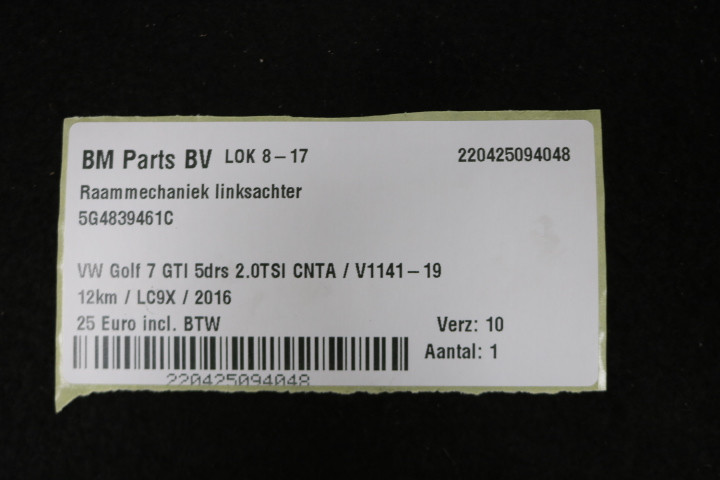 BM Parts BV LOK 8-17 220425094048
Raammechaniek linksachter
5G4839461C
VW Golf 7 GTI 5drs 2.0TSI CNTA / V1141-19
12km / LC9X / 2016
25 Euro incl. BTW Verz: 10
Aantal: 1
220425094048